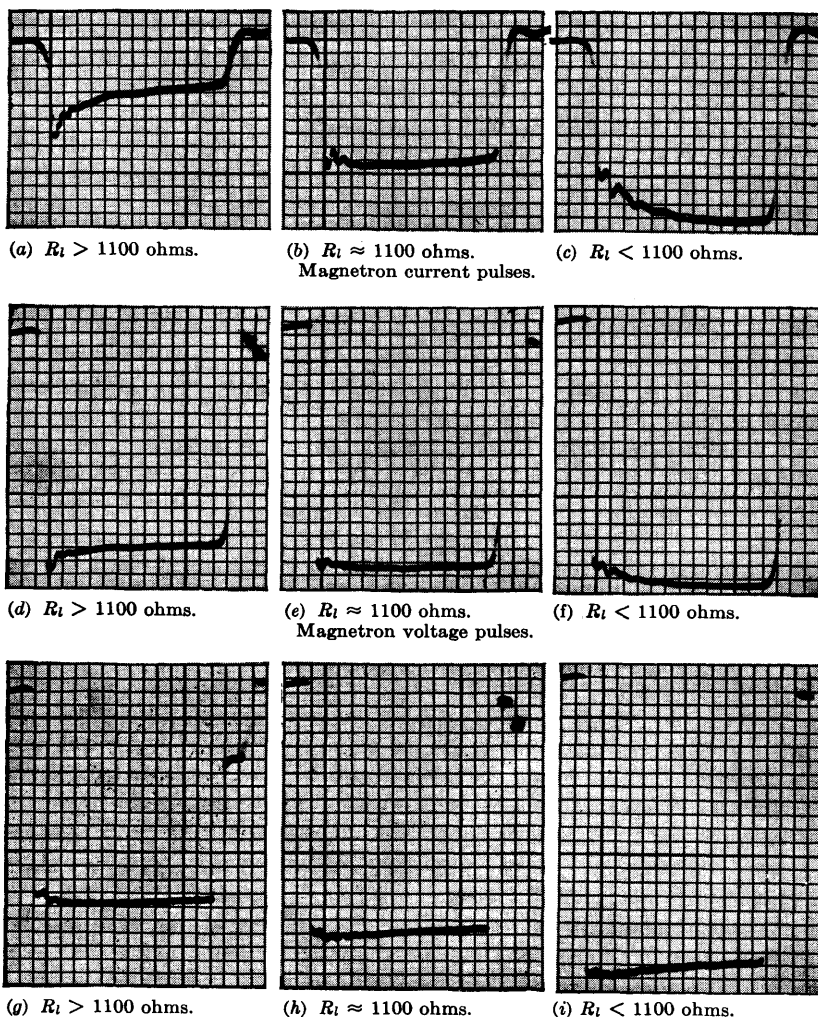 (a) Rₗ > 1100 ohms. (b) Rₗ ≈ 1100 ohms. (c) Rₗ < 1100 ohms.
Magnetron current pulses.
(d) Rₗ > 1100 ohms. (e) Rₗ ≈ 1100 ohms. (f) Rₗ < 1100 ohms.
Magnetron voltage pulses.
(g) Rₗ > 1100 ohms. (h) Rₗ ≈ 1100 ohms. (i) Rₗ < 1100 ohms.